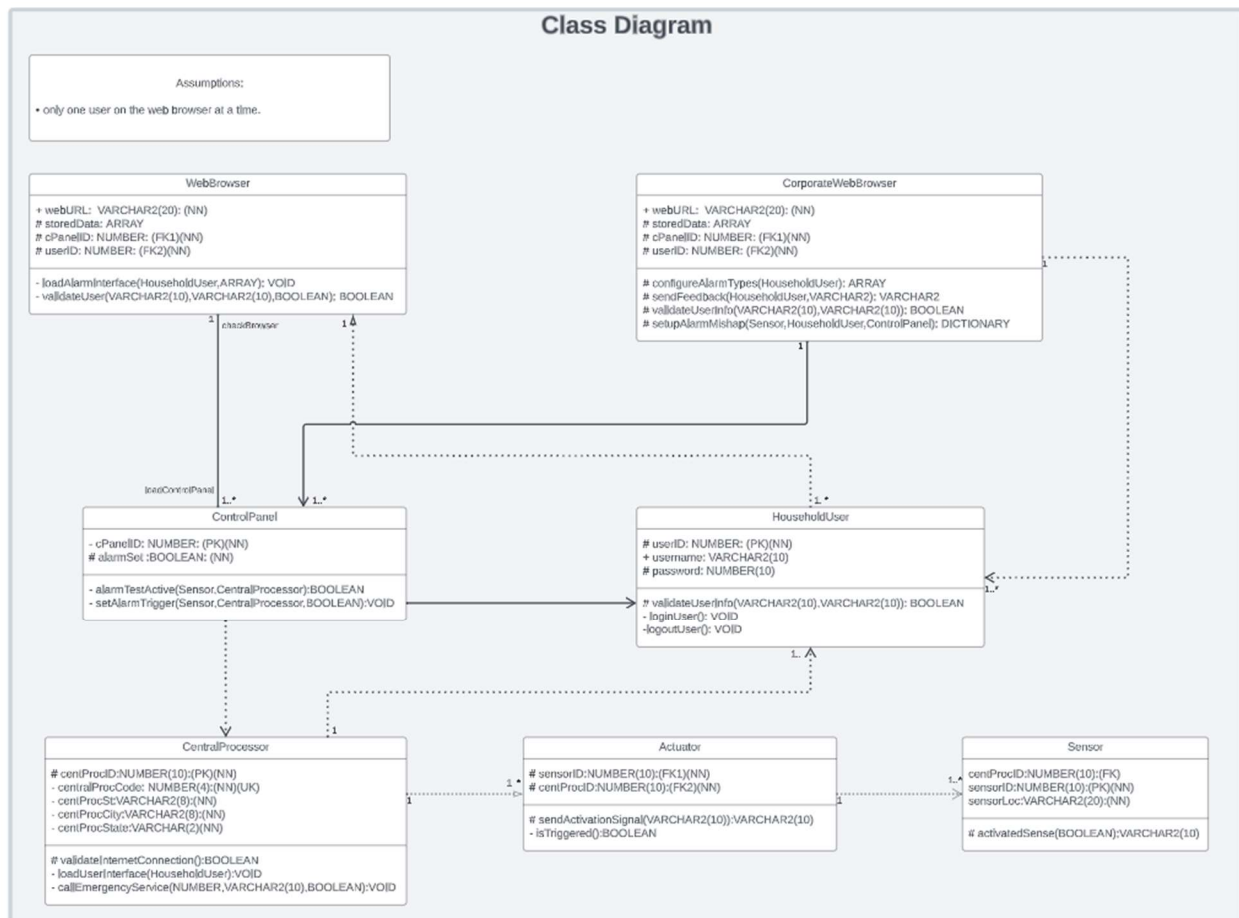 Class Diagram
Assumptions:
• only one user on the web browser at a time.
WebBrowser
+ webURL: VARCHAR2(20): (NN)
# storedData: ARRAY
# cPanelID: NUMBER: (FK1)(NN)
# userID: NUMBER: (FK2)(NN)
- loadAlarmInterface(HouseholdUser,ARRAY): VOID
- validateUser(VARCHAR2(10),VARCHAR2(10),BOOLEAN): BOOLEAN
CorporateWebBrowser
+ webURL: VARCHAR2(20): (NN)
# storedData: ARRAY
# cPanelID: NUMBER: (FK1)(NN)
# userID: NUMBER: (FK2)(NN)
# configureAlarmTypes(HouseholdUser): ARRAY
# sendFeedback(HouseholdUser,VARCHAR2): VARCHAR2
# validateUserInfo(VARCHAR2(10),VARCHAR2(10)): BOOLEAN
# setupAlarmMishap(Sensor,HouseholdUser,ControlPanel): DICTIONARY
1
1
checkBrowser
1
1
loadControlPanel
1..*
1..*
1..*
ControlPanel
- cPanelID: NUMBER: (PK)(NN)
# alarmSet :BOOLEAN: (NN)
- alarmTestActive(Sensor,CentralProcessor):BOOLEAN
- setAlarmTrigger(Sensor,CentralProcessor,BOOLEAN):VOID
HouseholdUser
# userID: NUMBER: (PK)(NN)
+ username: VARCHAR2(10)
# password: NUMBER(10)
# validateUserInfo(VARCHAR2(10),VARCHAR2(10)): BOOLEAN
- loginUser(): VOID
-logoutUser(): VOID
1..*
1..
1
CentralProcessor
# centProcID:NUMBER(10):(PK)(NN)
- centralProcCode: NUMBER(4):(NN)(UK)
- centProcSt:VARCHAR2(8):(NN)
- centProcCity:VARCHAR2(8):(NN)
- centProcState:VARCHAR(2)(NN)
# validateInternetConnection():BOOLEAN
- loadUserInterface(HouseholdUser):VOID
- callEmergencyService(NUMBER,VARCHAR2(10),BOOLEAN):VOID
1
1 *
Actuator
# sensorID:NUMBER(10):(FK1)(NN)
# centProcID:NUMBER(10):(FK2)(NN)
# sendActivationSignal(VARCHAR2(10)):VARCHAR2(10)
- isTriggered():BOOLEAN
1
1..*
Sensor
centProcID:NUMBER(10):(FK)
sensorID:NUMBER(10):(PK)(NN)
sensorLoc:VARCHAR2(20):(NN)
# activatedSense(BOOLEAN):VARCHAR2(10)